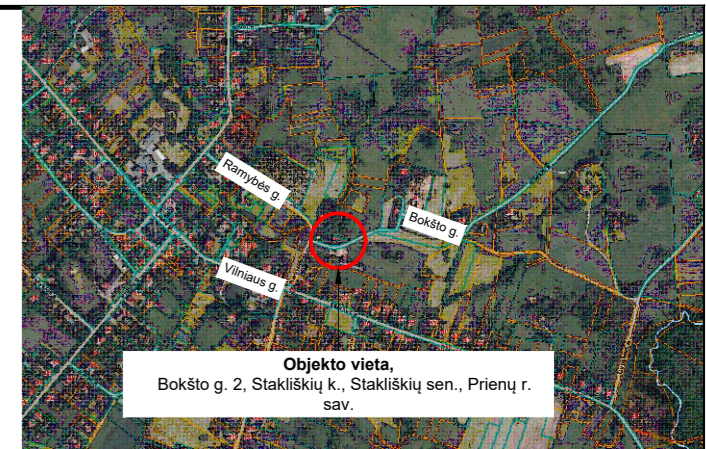 Ramybės g.
Bokšto g.
Vilniaus g.
Objekto vieta,
Bokšto g. 2, Stakliškių k., Stakliškių sen., Prienų r.
sav.